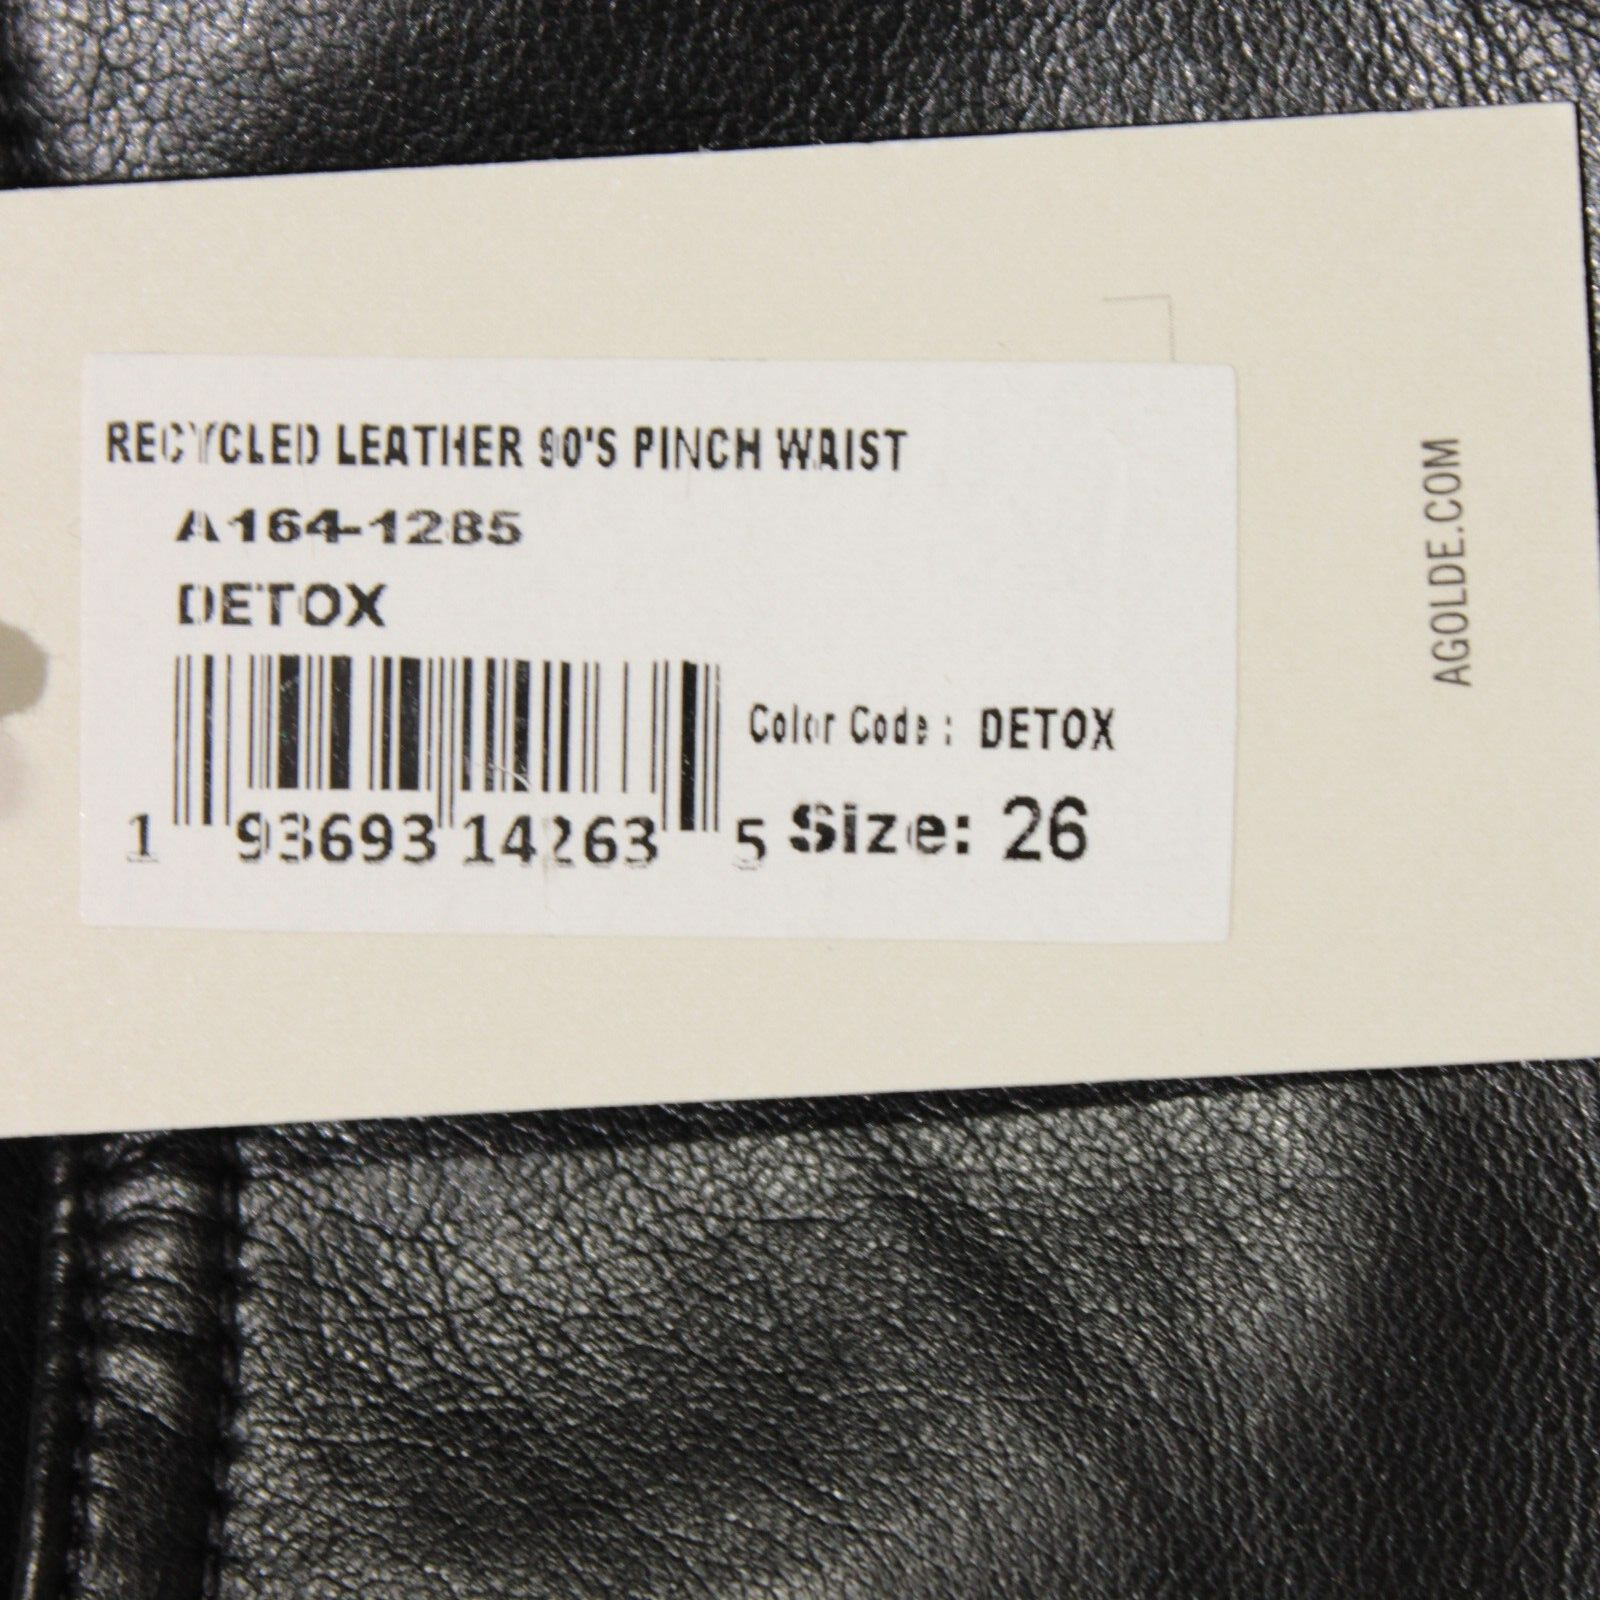 RECYCLED LEATHER 90'S PINCH WAIST
A164-1285
DETOX
Color Code : DETOX
1 93693 14263 5
Size: 26
AGOLDE.COM